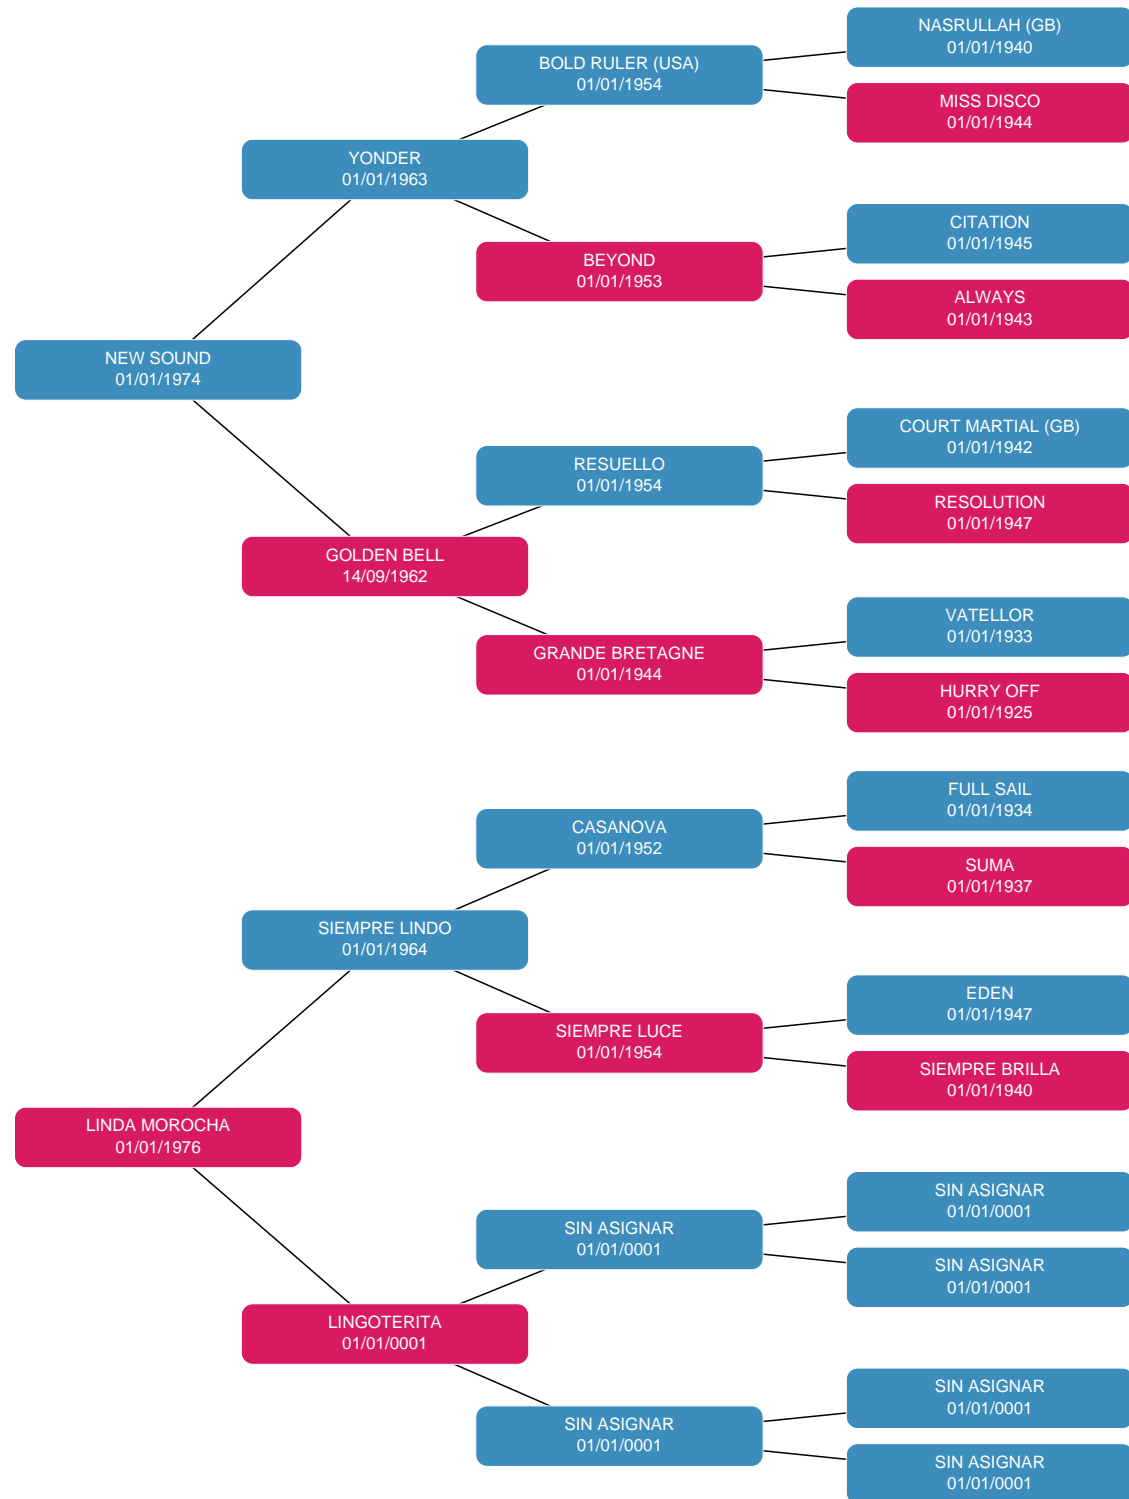 NASRULLAH (GB)
01/01/1940
BOLD RULER (USA)
01/01/1954
MISS DISCO
01/01/1944
YONDER
01/01/1963
CITATION
01/01/1945
BEYOND
01/01/1953
ALWAYS
01/01/1943
NEW SOUND
01/01/1974
COURT MARTIAL (GB)
01/01/1942
RESUELLO
01/01/1954
RESOLUTION
01/01/1947
GOLDEN BELL
14/09/1962
VATELLOR
01/01/1933
GRANDE BRETAGNE
01/01/1944
HURRY OFF
01/01/1925
FULL SAIL
01/01/1934
CASANOVA
01/01/1952
SUMA
01/01/1937
SIEMPRE LINDO
01/01/1964
EDEN
01/01/1947
SIEMPRE LUCE
01/01/1954
SIEMPRE BRILLA
01/01/1940
LINDA MOROCHA
01/01/1976
SIN ASIGNAR
01/01/0001
SIN ASIGNAR
01/01/0001
SIN ASIGNAR
01/01/0001
LINGOTERITA
01/01/0001
SIN ASIGNAR
01/01/0001
SIN ASIGNAR
01/01/0001
SIN ASIGNAR
01/01/0001